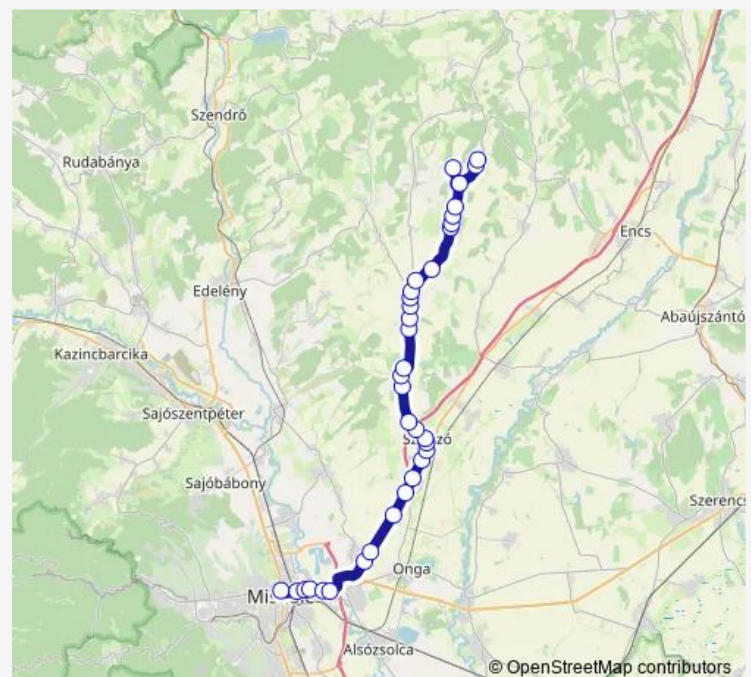 Szendrő
Rudabánya
Encs
Edelény
Abaújszántó
Kazincbarcika
Sajószentpéter
Sajóbábony
Szerencs
Onga
Alsózsolca
© OpenStreetMap contributors